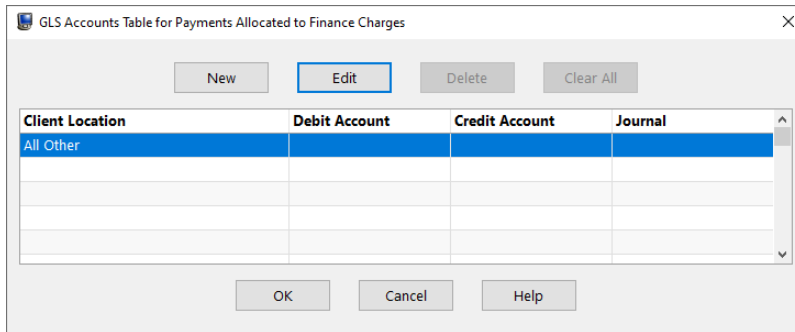 GLS Accounts Table for Payments Allocated to Finance Charges
New Edit Delete Clear All
Client Location Debit Account Credit Account Journal
All Other
OK Cancel Help